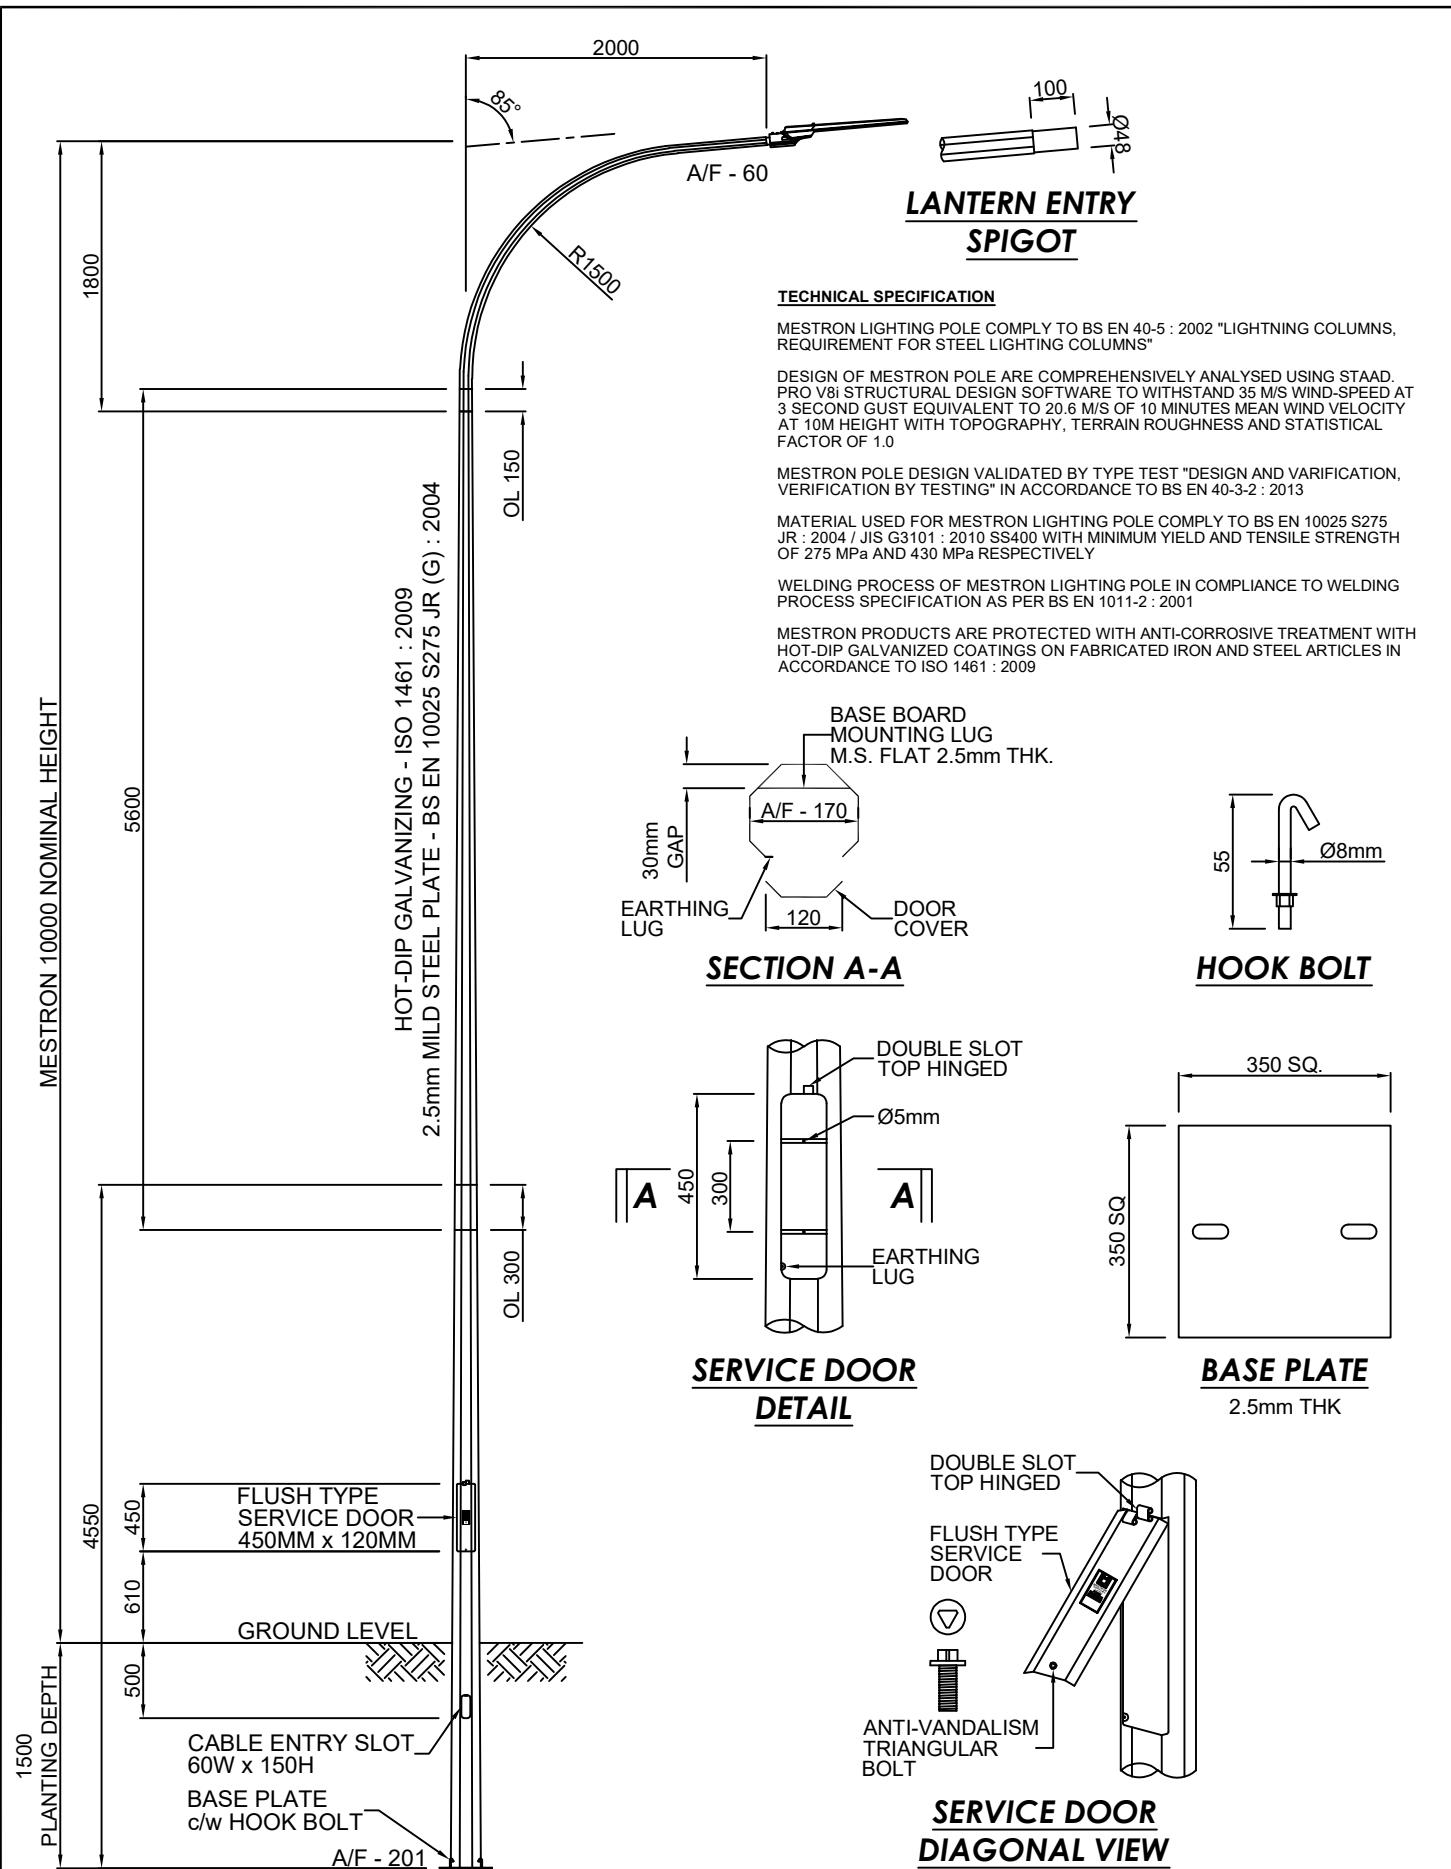 2000
85°
100
Ø48
A/F - 60
LANTERN ENTRY
SPIGOT
1800
R1500
TECHNICAL SPECIFICATION
MESTRON LIGHTING POLE COMPLY TO BS EN 40-5 : 2002 "LIGHTNING COLUMNS,
REQUIREMENT FOR STEEL LIGHTING COLUMNS"
DESIGN OF MESTRON POLE ARE COMPREHENSIVELY ANALYSED USING STAAD.
PRO V8i STRUCTURAL DESIGN SOFTWARE TO WITHSTAND 35 M/S WIND-SPEED AT
3 SECOND GUST EQUIVALENT TO 20.6 M/S OF 10 MINUTES MEAN WIND VELOCITY
AT 10M HEIGHT WITH TOPOGRAPHY, TERRAIN ROUGHNESS AND STATISTICAL
FACTOR OF 1.0
MESTRON POLE DESIGN VALIDATED BY TYPE TEST "DESIGN AND VARIFICATION,
VERIFICATION BY TESTING" IN ACCORDANCE TO BS EN 40-3-2 : 2013
MATERIAL USED FOR MESTRON LIGHTING POLE COMPLY TO BS EN 10025 S275
JR : 2004 / JIS G3101 : 2010 SS400 WITH MINIMUM YIELD AND TENSILE STRENGTH
OF 275 MPa AND 430 MPa RESPECTIVELY
WELDING PROCESS OF MESTRON LIGHTING POLE IN COMPLIANCE TO WELDING
PROCESS SPECIFICATION AS PER BS EN 1011-2 : 2001
MESTRON PRODUCTS ARE PROTECTED WITH ANTI-CORROSIVE TREATMENT WITH
HOT-DIP GALVANIZED COATINGS ON FABRICATED IRON AND STEEL ARTICLES IN
ACCORDANCE TO ISO 1461 : 2009
OL 150
HOT-DIP GALVANIZING - ISO 1461 : 2009
2.5mm MILD STEEL PLATE - BS EN 10025 S275 JR (G) : 2004
MESTRON 10000 NOMINAL HEIGHT
5600
BASE BOARD
MOUNTING LUG
M.S. FLAT 2.5mm THK.
A/F - 170
30mm
GAP
EARTHING
LUG
120
DOOR
COVER
SECTION A-A
55
Ø8mm
HOOK BOLT
DOUBLE SLOT
TOP HINGED
Ø5mm
450
300
A
A
EARTHING
LUG
SERVICE DOOR
DETAIL
350 SQ.
350 SQ
BASE PLATE
2.5mm THK
OL 300
4550
450
FLUSH TYPE
SERVICE DOOR
450MM x 120MM
610
GROUND LEVEL
500
1500
PLANTING DEPTH
CABLE ENTRY SLOT
60W x 150H
BASE PLATE
c/w HOOK BOLT
A/F - 201
DOUBLE SLOT
TOP HINGED
FLUSH TYPE
SERVICE
DOOR
ANTI-VANDALISM
TRIANGULAR
BOLT
SERVICE DOOR
DIAGONAL VIEW